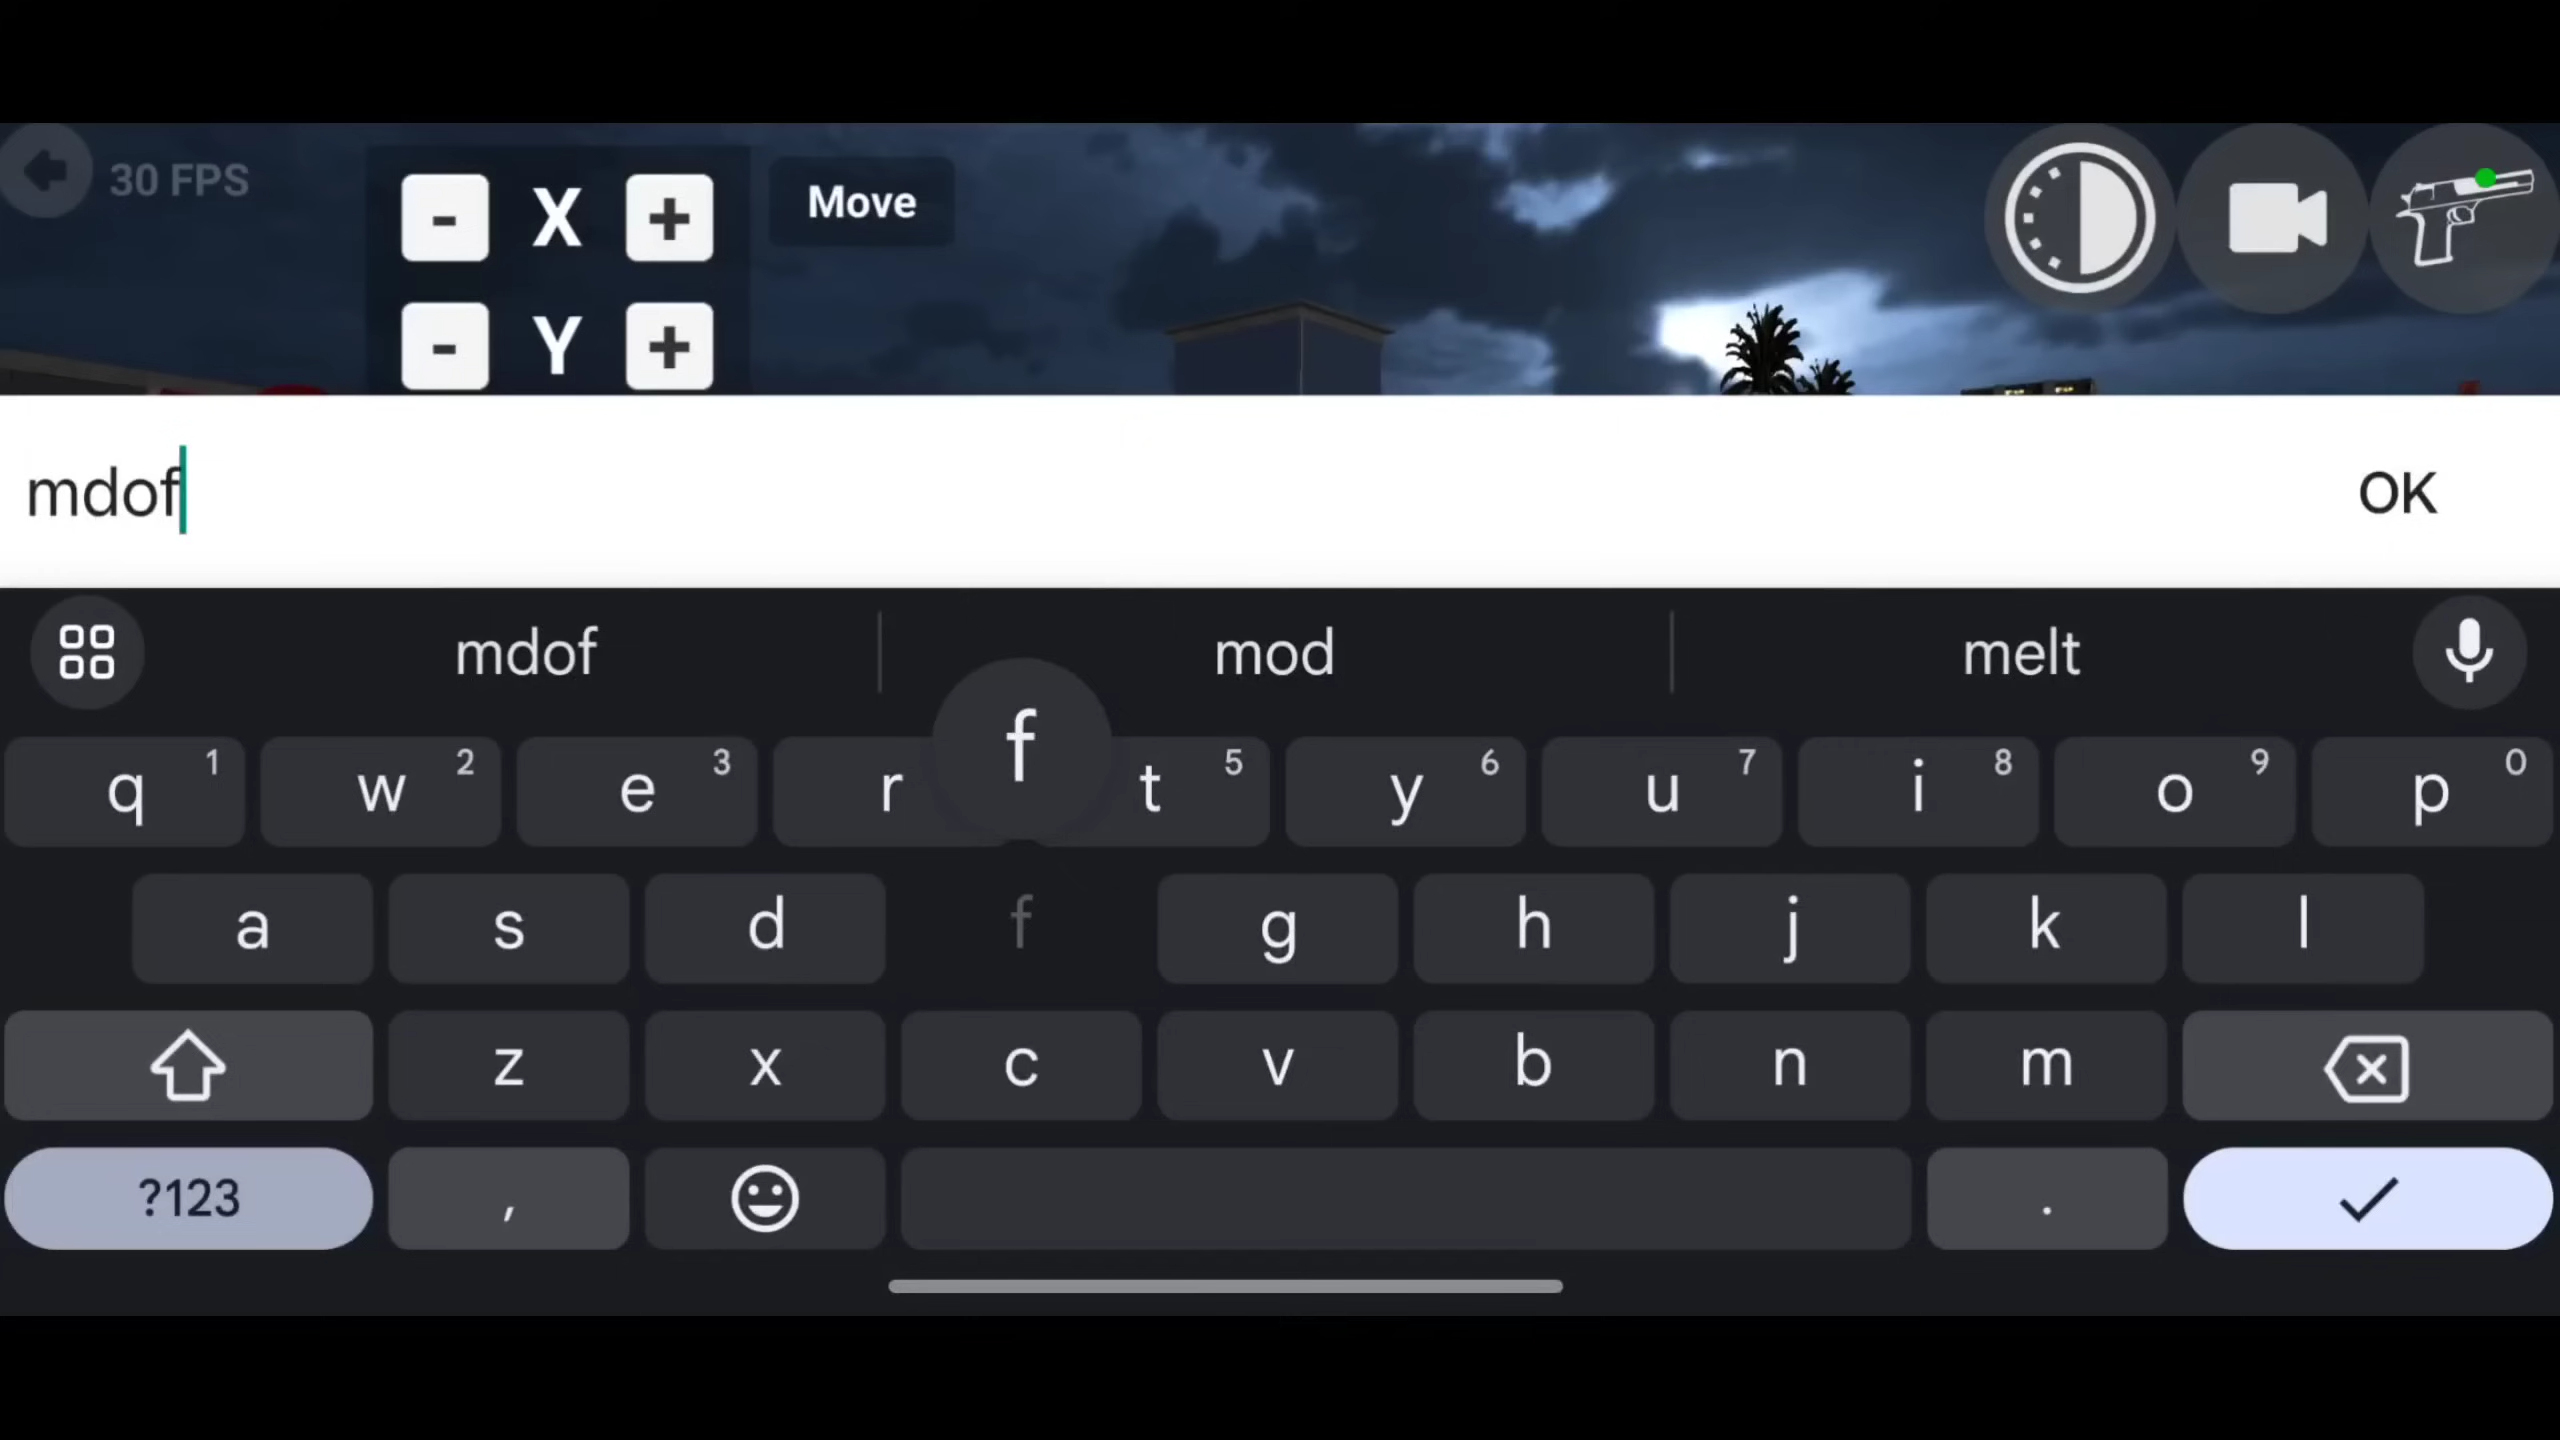 30 FPS
- X +
Move
- Y +
mdof
OK
mdof mod melt
f
q 1 w 2 e 3 r t 5 y 6 u 7 i 8 o 9 p 0
a s d f g h j k l
z x c v b n m
?123 , .